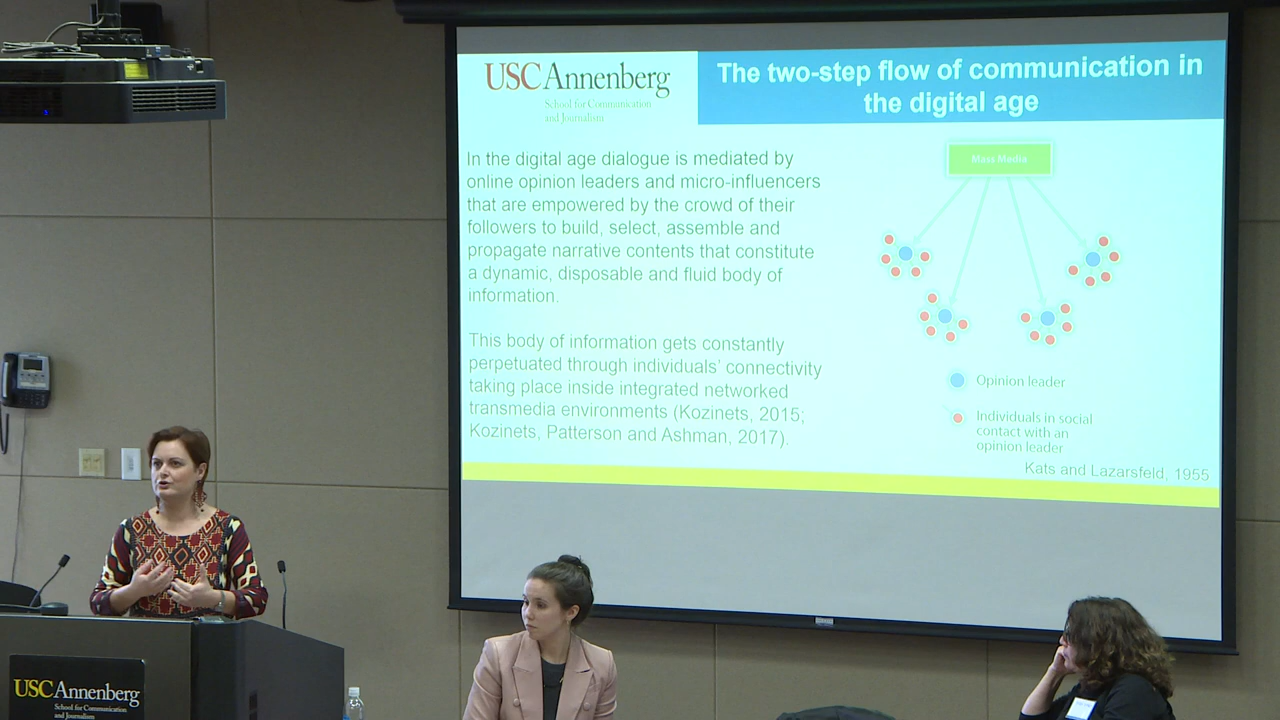 USC Annenberg
School for Communication
and Journalism
The two-step flow of communication in
the digital age
In the digital age dialogue is mediated by
online opinion leaders and micro-influencers
that are empowered by the crowd of their
followers to build, select, assemble and
propagate narrative contents that constitute
a dynamic, disposable and fluid body of
information.
This body of information gets constantly
perpetuated through individuals' connectivity
taking place inside integrated networked
transmedia environments (Kozinets, 2015;
Kozinets, Patterson and Ashman, 2017).
Mass Media
Opinion leader
Individuals in social
contact with an
opinion leader
Kats and Lazarsfeld, 1955
USC Annenberg
School for Communication
and Journalism